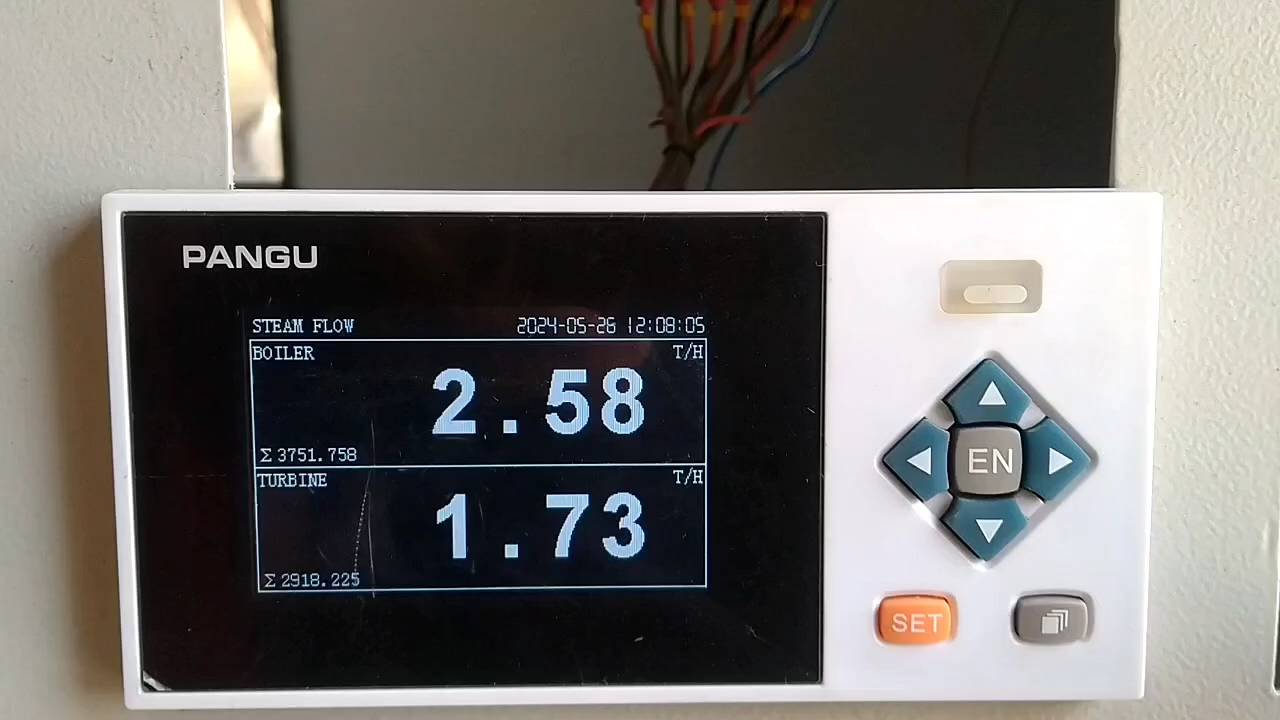 PANGU
STEAM FLOW 2024-05-26 12:08:05
BOILER T/H
2.58
Σ 3751.758
TURBINE T/H
1.73
Σ 2918.225
EN
SET